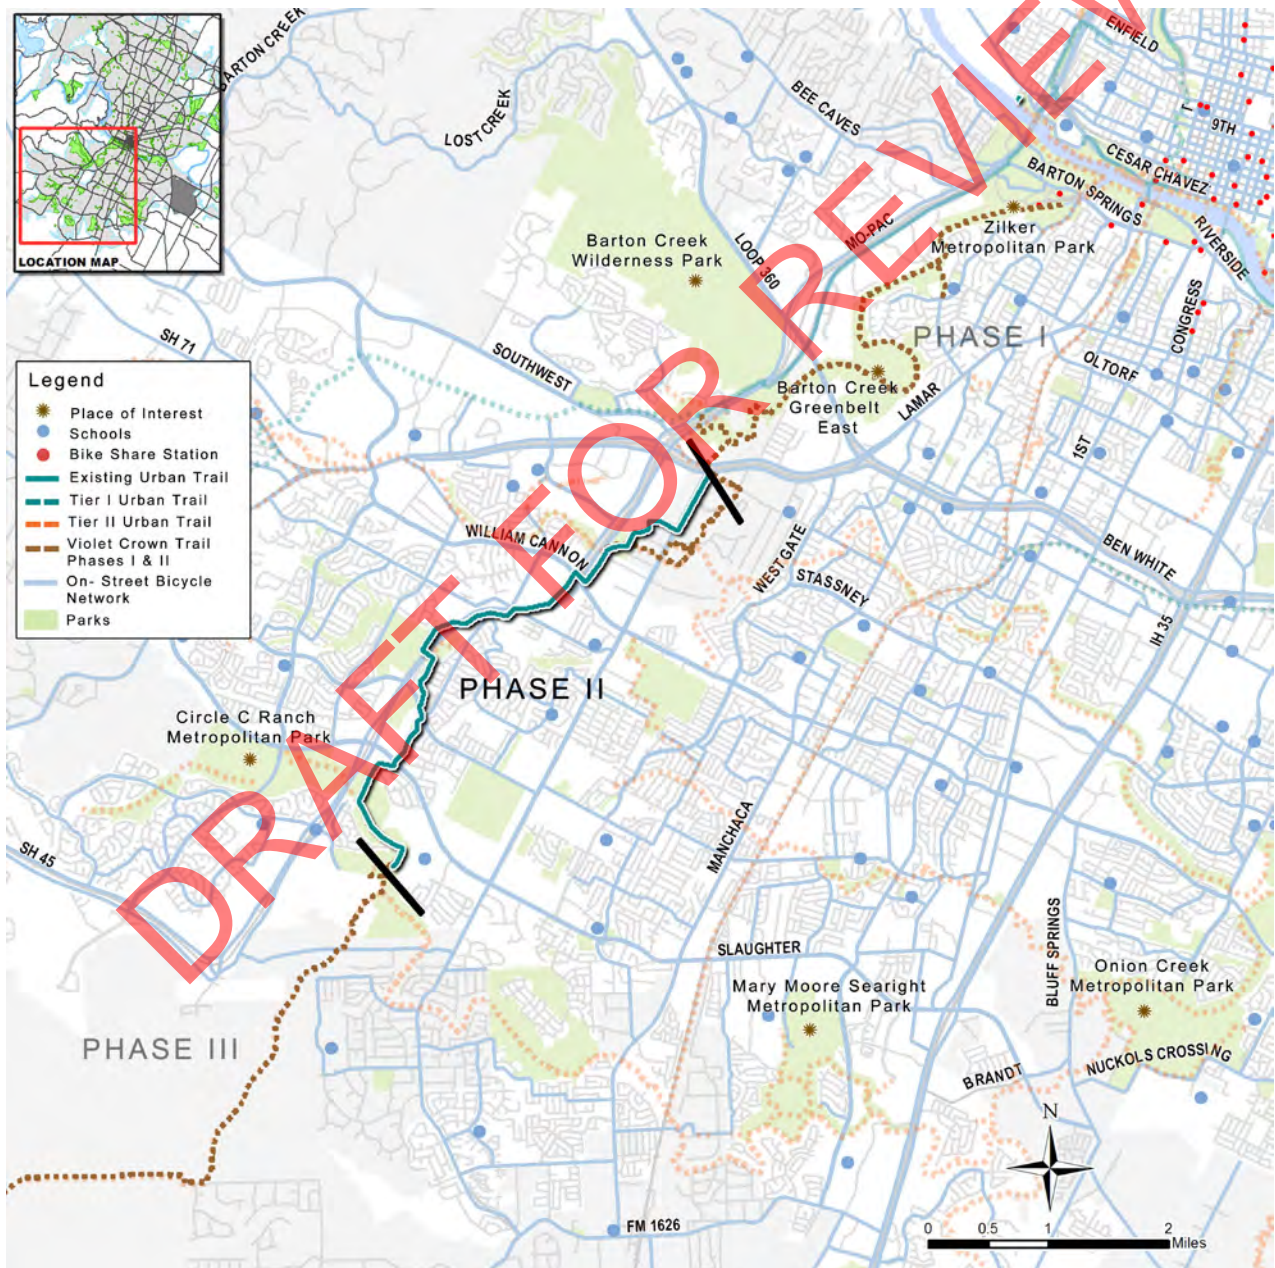 LOCATION MAP
BARTON CREEK
LOST CREEK
BEE CAVES
ENFIELD
9TH
CESAR CHAVEZ
BARTON SPRINGS
RIVERSIDE
MO-PAC
LOOP 360
Zilker
Metropolitan Park
Barton Creek
Wilderness Park
CONGRESS
PHASE I
SH 71
SOUTHWEST
OLTORF
LAMAR
Barton Creek
Greenbelt
East
1ST
Legend
Place of Interest
Schools
Bike Share Station
Existing Urban Trail
Tier I Urban Trail
Tier II Urban Trail
Violet Crown Trail
Phases I & II
On- Street Bicycle
Network
Parks
WILLIAM CANNON
WESTGATE
STASSNEY
BEN WHITE
IH 35
PHASE II
Circle C Ranch
Metropolitan Park
MANCHACA
SH 45
SLAUGHTER
BLUFF SPRINGS
Onion Creek
Metropolitan Park
Mary Moore Searight
Metropolitan Park
PHASE III
BRANDT
NUCKOLS CROSSING
N
FM 1626
0 0.5 1 2
Miles
DRAFT FOR REVIEW